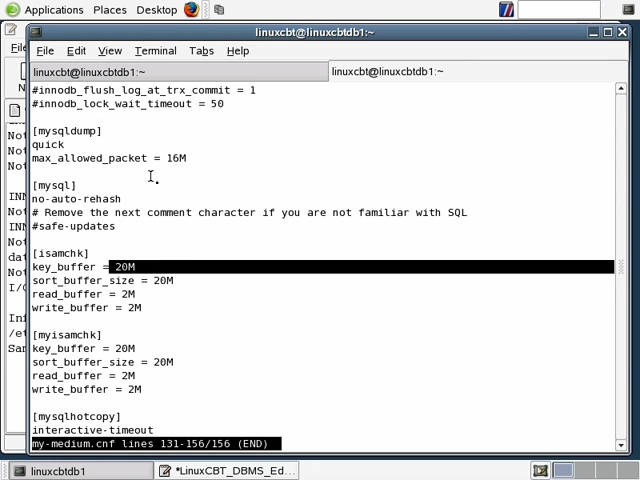 Applications Places Desktop
linuxcbt@linuxcbtdb1:~
File Edit View Terminal Tabs Help
linuxcbt@linuxcbtdb1:~ linuxcbt@linuxcbtdb1:~
#innodb_flush_log_at_trx_commit = 1
#innodb_lock_wait_timeout = 50
[mysqldump]
quick
max_allowed_packet = 16M
[mysql]
no-auto-rehash
# Remove the next comment character if you are not familiar with SQL
#safe-updates
[isamchk]
key_buffer = 20M
sort_buffer_size = 20M
read_buffer = 2M
write_buffer = 2M
[myisamchk]
key_buffer = 20M
sort_buffer_size = 20M
read_buffer = 2M
write_buffer = 2M
[mysqlhotcopy]
interactive-timeout
my-medium.cnf lines 131-156/156 (END)
linuxcbtdb1 *LinuxCBT_DBMS_Ed...